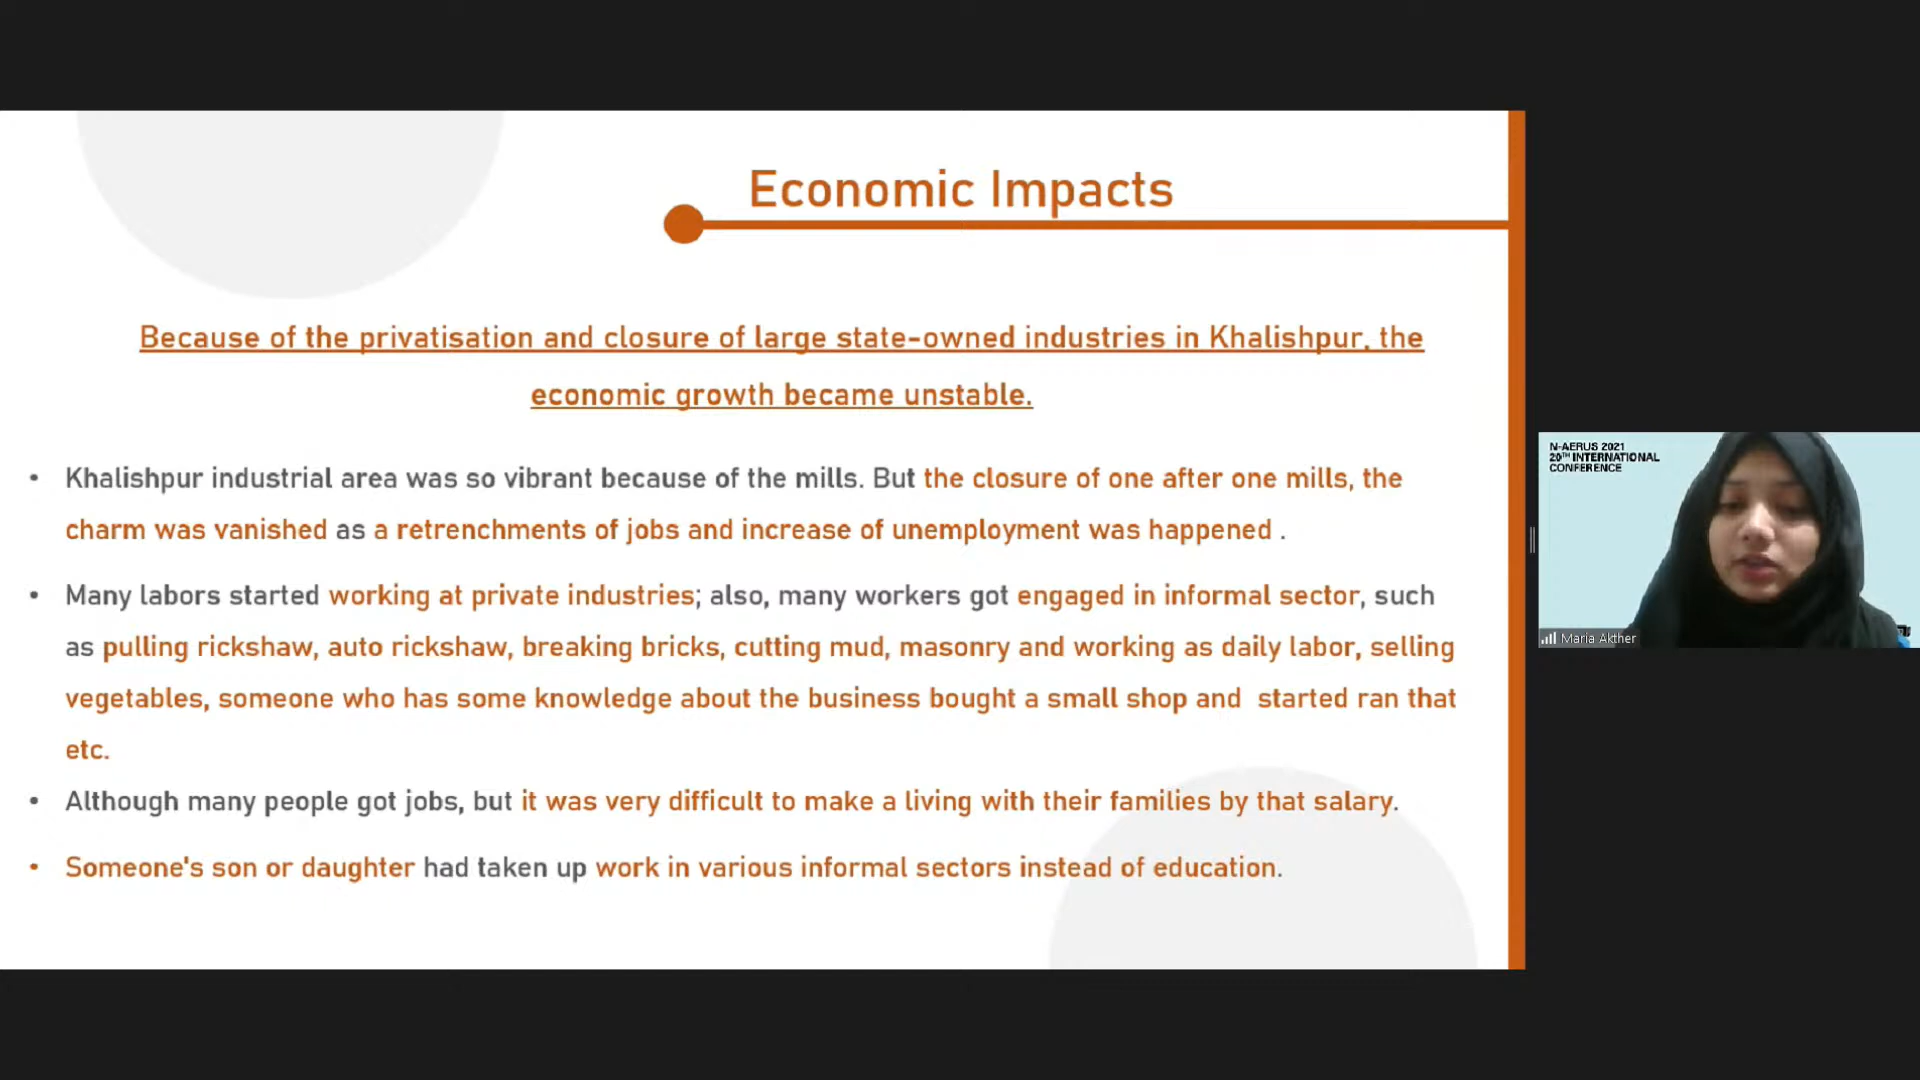 Economic Impacts
Because of the privatisation and closure of large state-owned industries in Khalishpur, the
economic growth became unstable.
• Khalishpur industrial area was so vibrant because of the mills. But the closure of one after one mills, the
charm was vanished as a retrenchments of jobs and increase of unemployment was happened .
• Many labors started working at private industries; also, many workers got engaged in informal sector, such
as pulling rickshaw, auto rickshaw, breaking bricks, cutting mud, masonry and working as daily labor, selling
vegetables, someone who has some knowledge about the business bought a small shop and started ran that
etc.
• Although many people got jobs, but it was very difficult to make a living with their families by that salary.
• Someone's son or daughter had taken up work in various informal sectors instead of education.
N-AERUS 2021
20TH INTERNATIONAL
CONFERENCE
Maria Akther